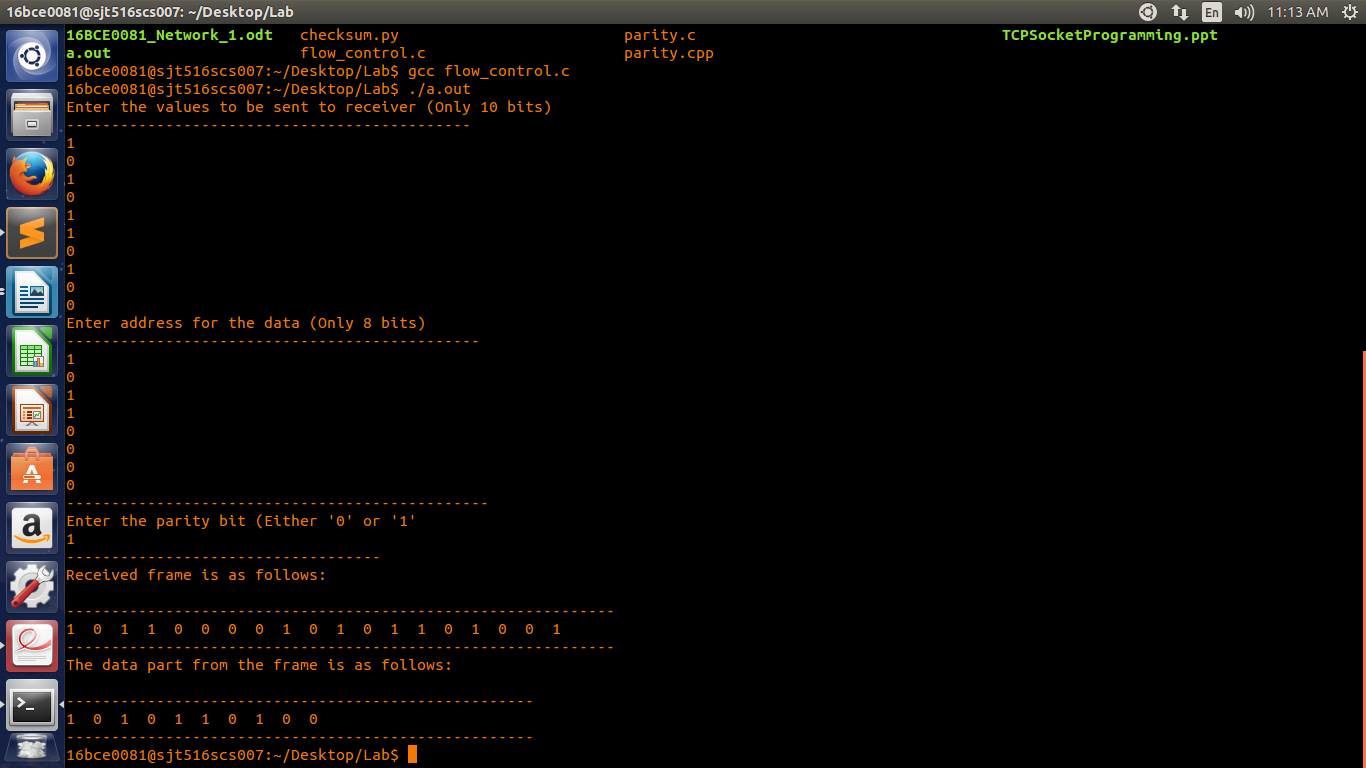 16bce0081@sjt516scs007: ~/Desktop/Lab En 11:13 AM
16BCE0081_Network_1.odt checksum.py parity.c TCPSocketProgramming.ppt
a.out flow_control.c parity.cpp
16bce0081@sjt516scs007:~/Desktop/Lab$ gcc flow_control.c
16bce0081@sjt516scs007:~/Desktop/Lab$ ./a.out
Enter the values to be sent to receiver (Only 10 bits)
---------------------------------------------
1
0
1
0
1
1
0
1
0
0
Enter address for the data (Only 8 bits)
----------------------------------------------
1
0
1
1
0
0
0
0
-----------------------------------------------
Enter the parity bit (Either '0' or '1'
1
-----------------------------------
Received frame is as follows:
-------------------------------------------------------------
1 0 1 1 0 0 0 0 1 0 1 0 1 1 0 1 0 0 1
-------------------------------------------------------------
The data part from the frame is as follows:
----------------------------------------------------
1 0 1 0 1 1 0 1 0 0
----------------------------------------------------
16bce0081@sjt516scs007:~/Desktop/Lab$